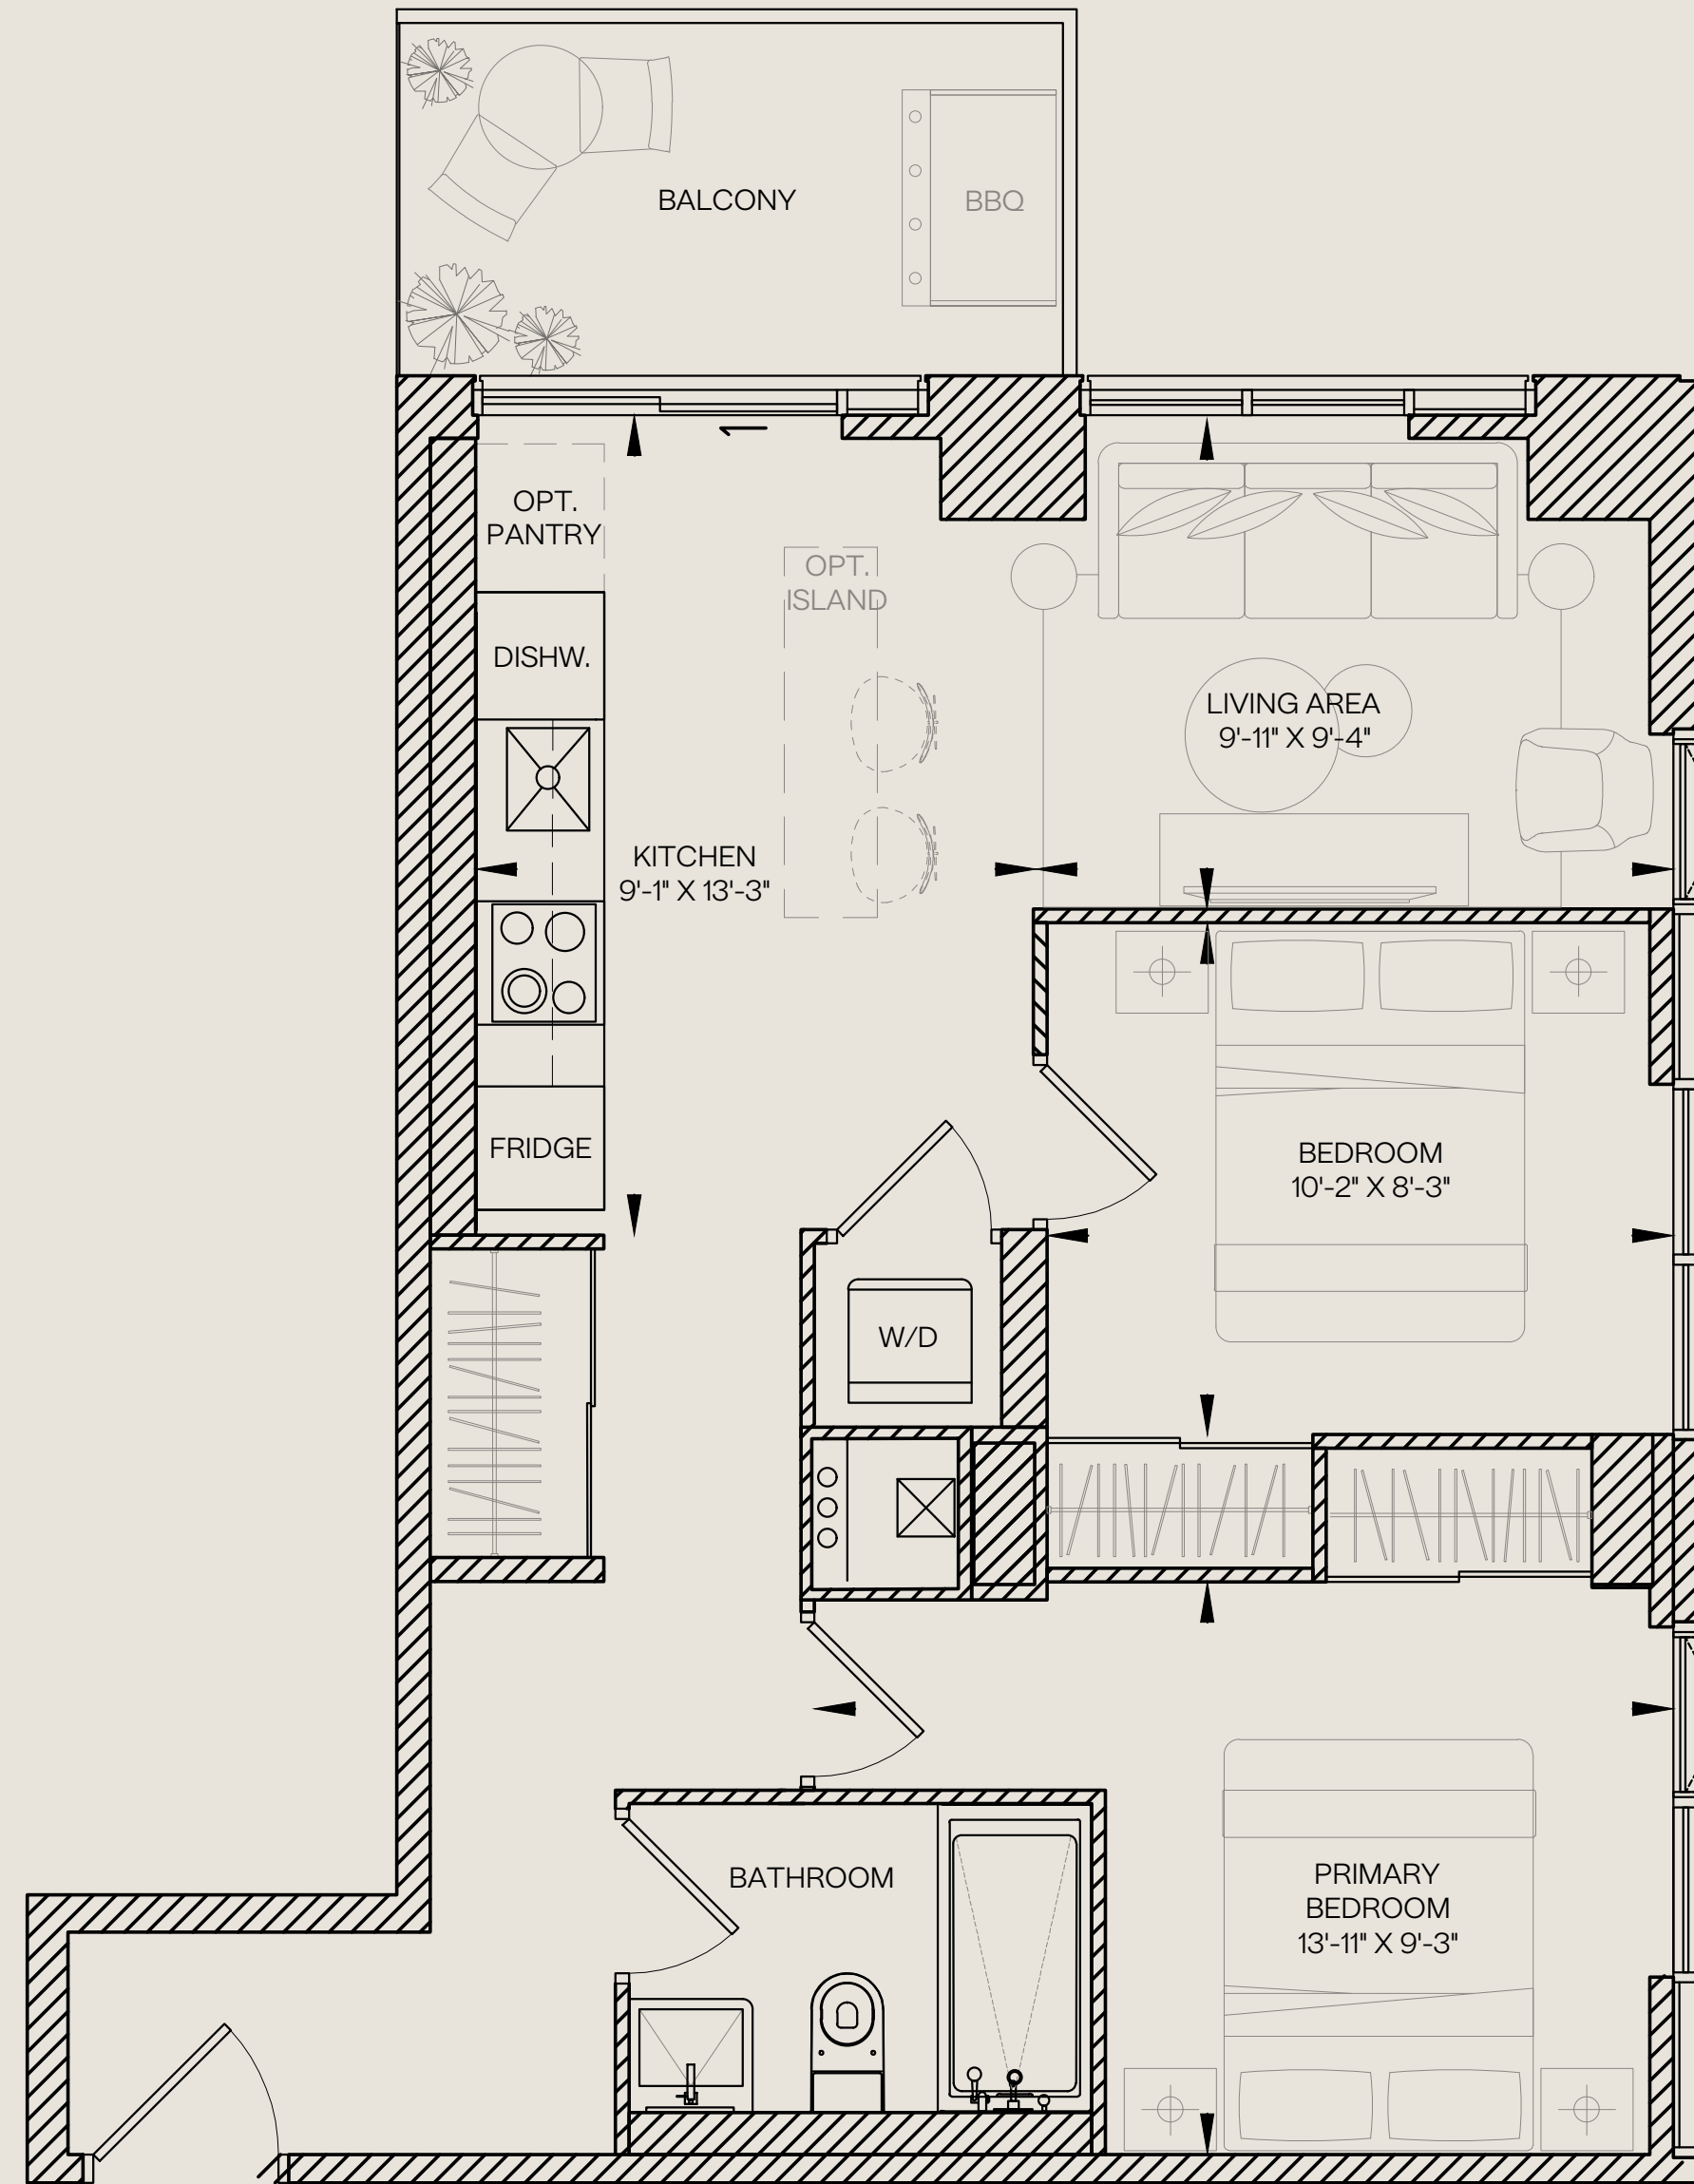 BALCONY
BBQ
OPT.
PANTRY
OPT.
ISLAND
DISHW.
LIVING AREA
9'-11" X 9'-4"
KITCHEN
9'-1" X 13'-3"
FRIDGE
BEDROOM
10'-2" X 8'-3"
W/D
BATHROOM
PRIMARY
BEDROOM
13'-11" X 9'-3"